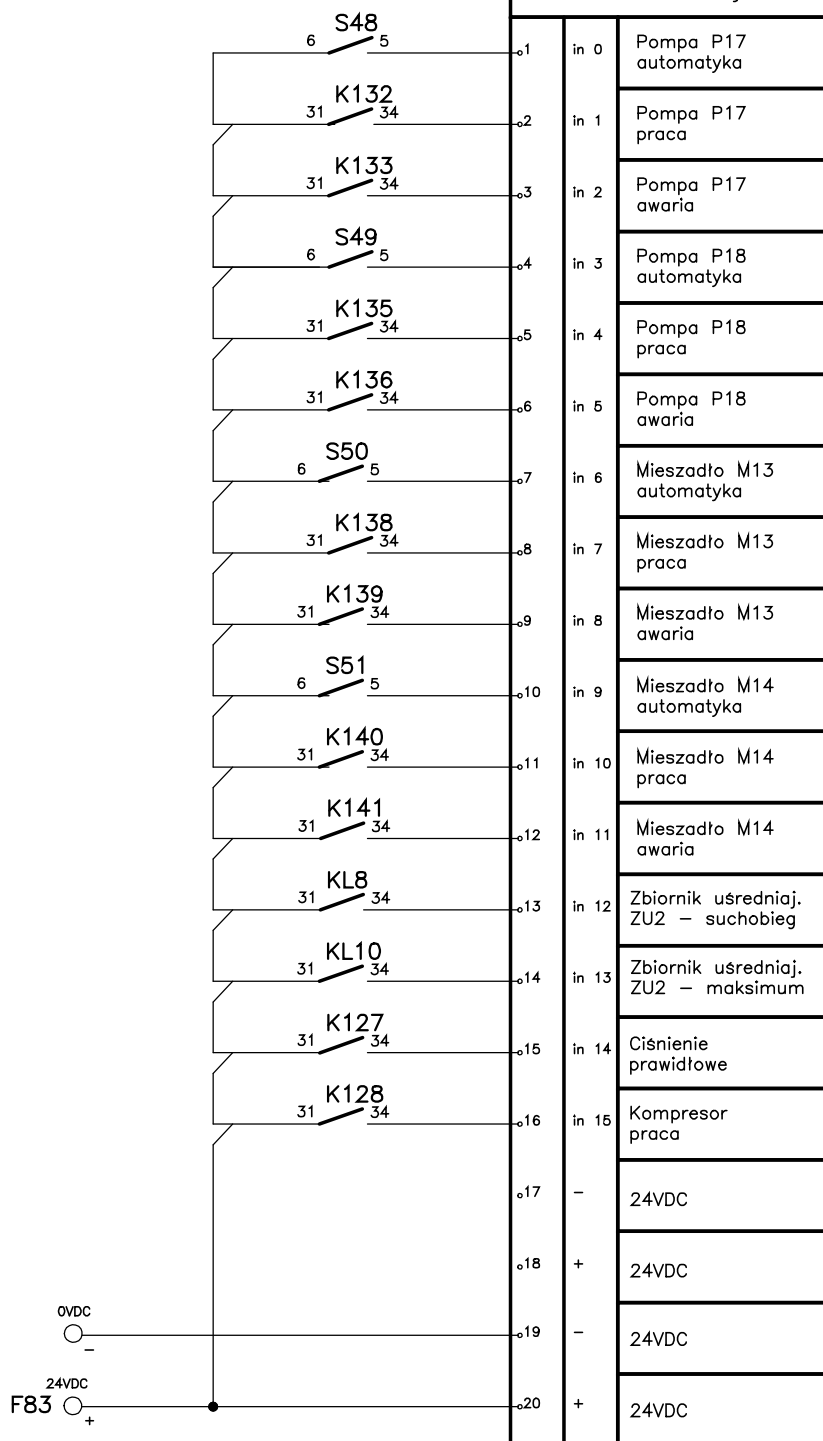 S48
6 5 1 in 0 Pompa P17
automatyka
K132
31 34 2 in 1 Pompa P17
praca
K133
31 34 3 in 2 Pompa P17
awaria
S49
6 5 4 in 3 Pompa P18
automatyka
K135
31 34 5 in 4 Pompa P18
praca
K136
31 34 6 in 5 Pompa P18
awaria
S50
6 5 7 in 6 Mieszadło M13
automatyka
K138
31 34 8 in 7 Mieszadło M13
praca
K139
31 34 9 in 8 Mieszadło M13
awaria
S51
6 5 10 in 9 Mieszadło M14
automatyka
K140
31 34 11 in 10 Mieszadło M14
praca
K141
31 34 12 in 11 Mieszadło M14
awaria
KL8
31 34 13 in 12 Zbiornik uśredniaj.
ZU2 – suchobieg
KL10
31 34 14 in 13 Zbiornik uśredniaj.
ZU2 – maksimum
K127
31 34 15 in 14 Ciśnienie
prawidłowe
K128
31 34 16 in 15 Kompresor
praca
17 – 24VDC
18 + 24VDC
0VDC
– 19 – 24VDC
24VDC
F83 + 20 + 24VDC